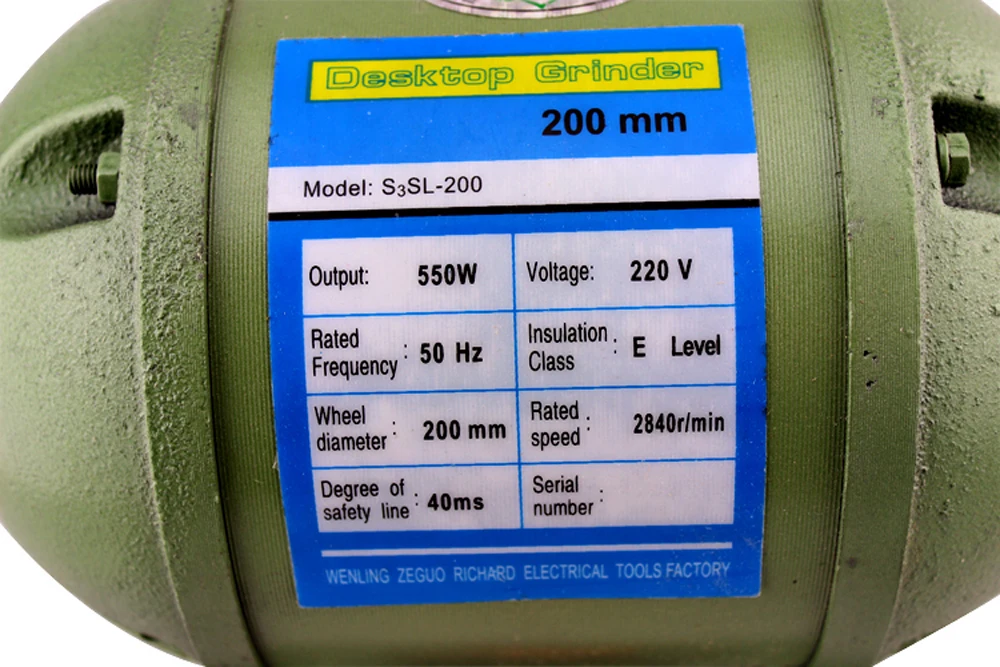 Desktop Grinder
200 mm
Model: S₃SL-200
Output: 550W
Voltage: 220 V
Rated Frequency : 50 Hz
Insulation Class : E Level
Wheel diameter : 200 mm
Rated speed : 2840r/min
Degree of safety line : 40ms
Serial number :
WENLING ZEGUO RICHARD ELECTRICAL TOOLS FACTORY